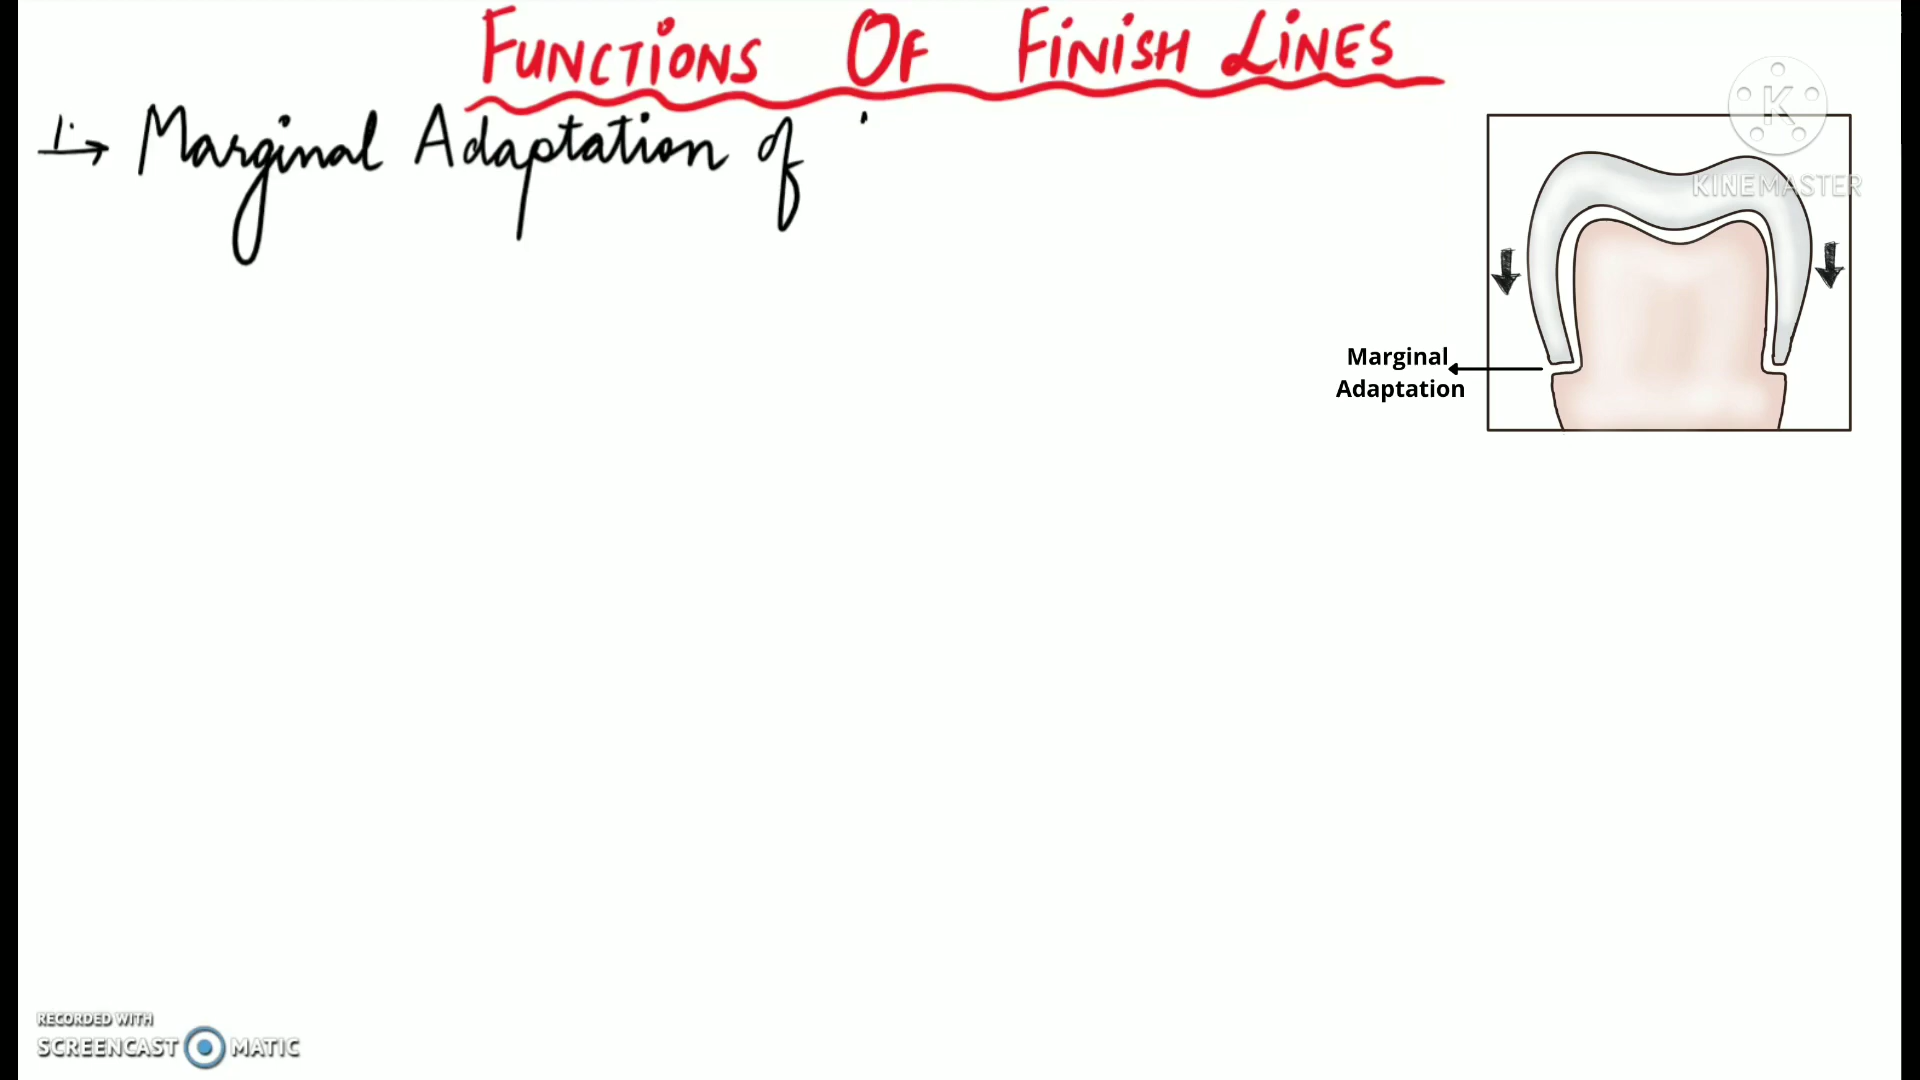 FUNCTIONS OF FINISH LINES
1. → Marginal Adaptation of
K
KINEMASTER
Marginal
Adaptation
RECORDED WITH
SCREENCAST MATIC